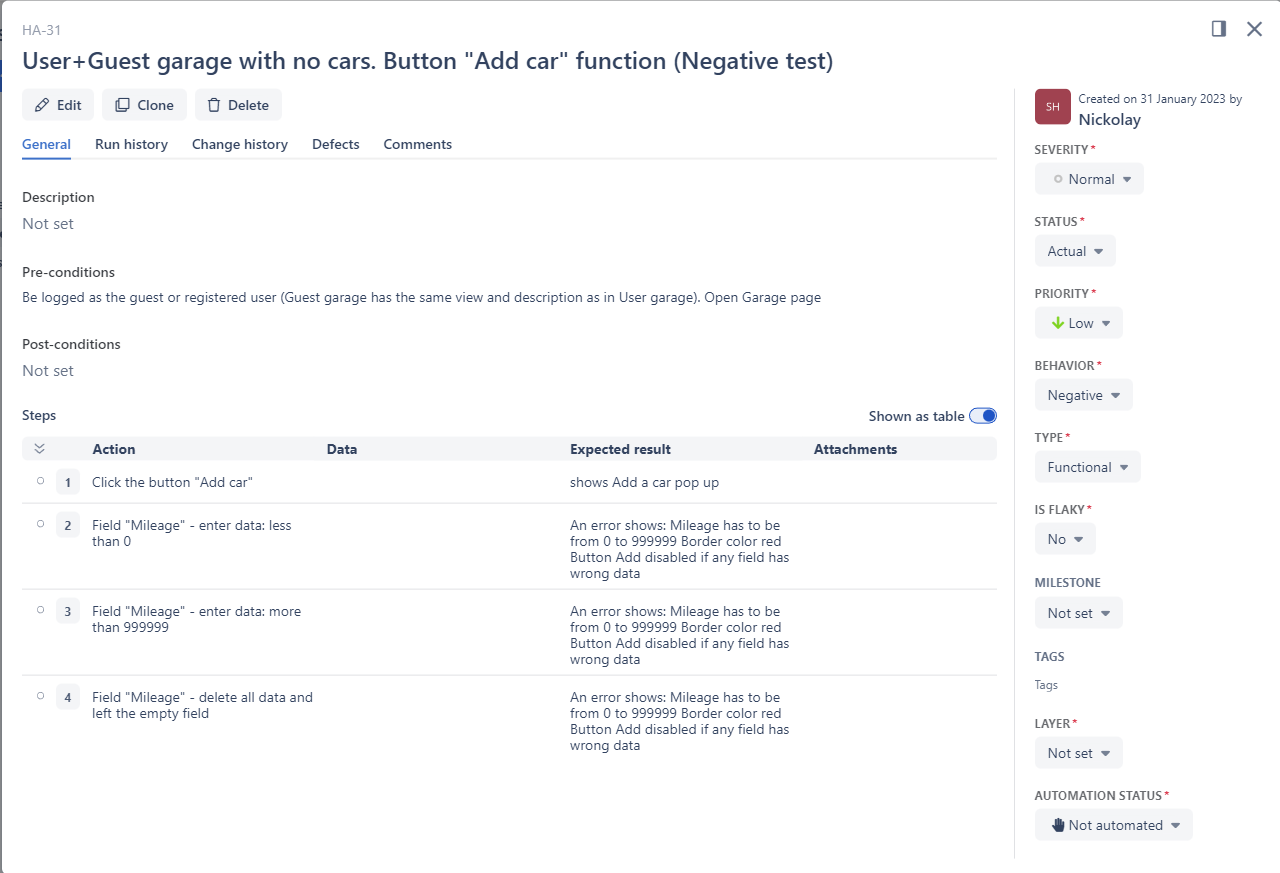 HA-31
User+Guest garage with no cars. Button "Add car" function (Negative test)
Edit
Clone
Delete
General
Run history
Change history
Defects
Comments
Description
Not set
Pre-conditions
Be logged as the guest or registered user (Guest garage has the same view and description as in User garage). Open Garage page
Post-conditions
Not set
Steps
Shown as table
Action
Data
Expected result
Attachments
1
Click the button "Add car"
shows Add a car pop up
2
Field "Mileage" - enter data: less
than 0
An error shows: Mileage has to be
from 0 to 999999 Border color red
Button Add disabled if any field has
wrong data
3
Field "Mileage" - enter data: more
than 999999
An error shows: Mileage has to be
from 0 to 999999 Border color red
Button Add disabled if any field has
wrong data
4
Field "Mileage" - delete all data and
left the empty field
An error shows: Mileage has to be
from 0 to 999999 Border color red
Button Add disabled if any field has
wrong data
SH
Created on 31 January 2023 by
Nickolay
SEVERITY*
Normal
STATUS*
Actual
PRIORITY*
Low
BEHAVIOR*
Negative
TYPE*
Functional
IS FLAKY*
No
MILESTONE
Not set
TAGS
Tags
LAYER*
Not set
AUTOMATION STATUS*
Not automated